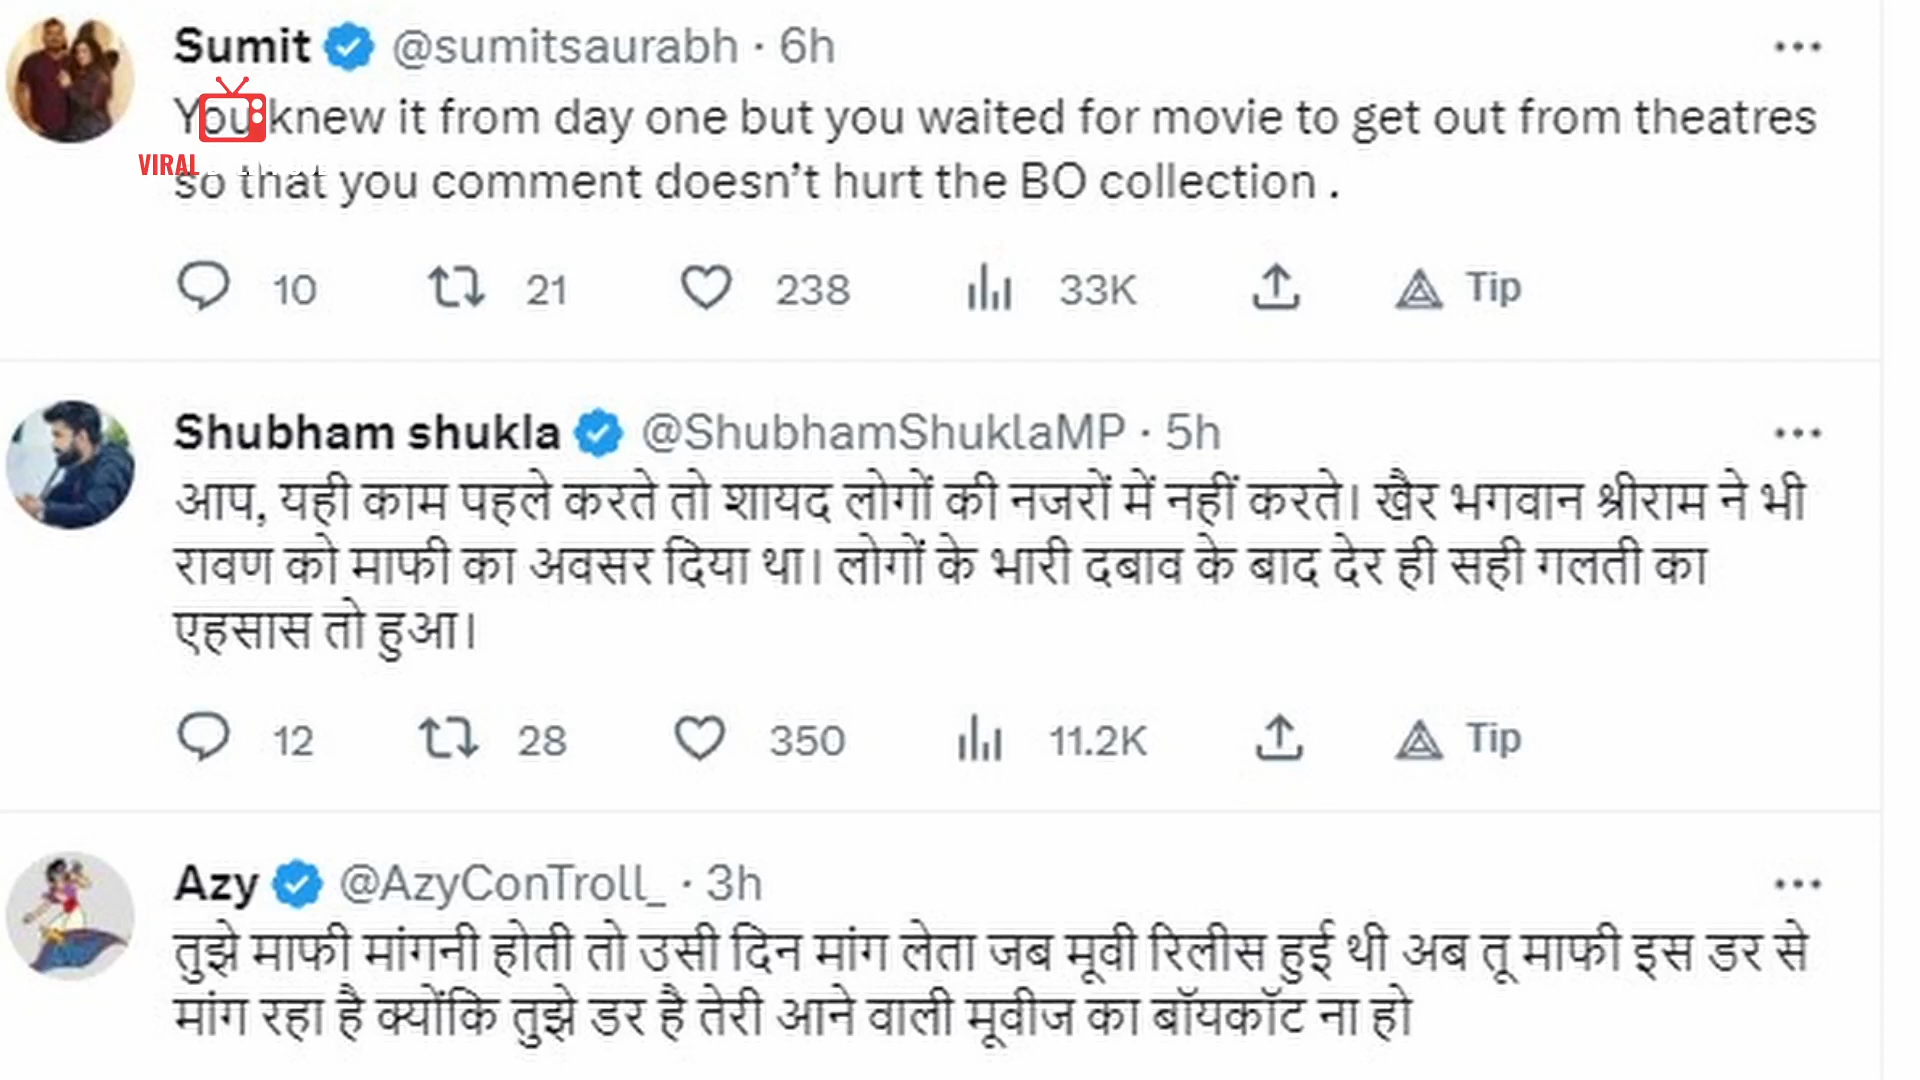 Sumit @sumitsaurabh · 6h
You knew it from day one but you waited for movie to get out from theatres
VIRAL
so that you comment doesn't hurt the BO collection .
10 21 238 33K Tip
Shubham shukla @ShubhamShuklaMP · 5h
आप, यही काम पहले करते तो शायद लोगों की नजरों में नहीं करते। खैर भगवान श्रीराम ने भी
रावण को माफी का अवसर दिया था। लोगों के भारी दबाव के बाद देर ही सही गलती का
एहसास तो हुआ।
12 28 350 11.2K Tip
Azy @AzyConTroll_ · 3h
तुझे माफी मांगनी होती तो उसी दिन मांग लेता जब मूवी रिलीस हुई थी अब तू माफी इस डर से
मांग रहा है क्योंकि तुझे डर है तेरी आने वाली मूवीज का बॉयकॉट ना हो